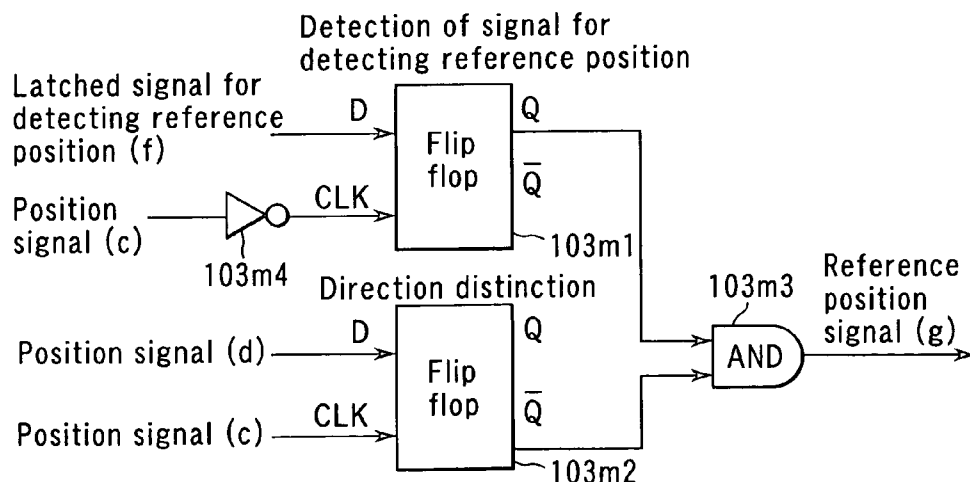 Detection of signal for
detecting reference position
Latched signal for
detecting reference
position (f)
D
Q
Flip
flop
Q̅
CLK
Position
signal (c)
103m4
103m1
Direction distinction
103m3
Reference
position
signal (g)
D
Q
Position signal (d)
AND
Flip
flop
Q̅
CLK
Position signal (c)
103m2